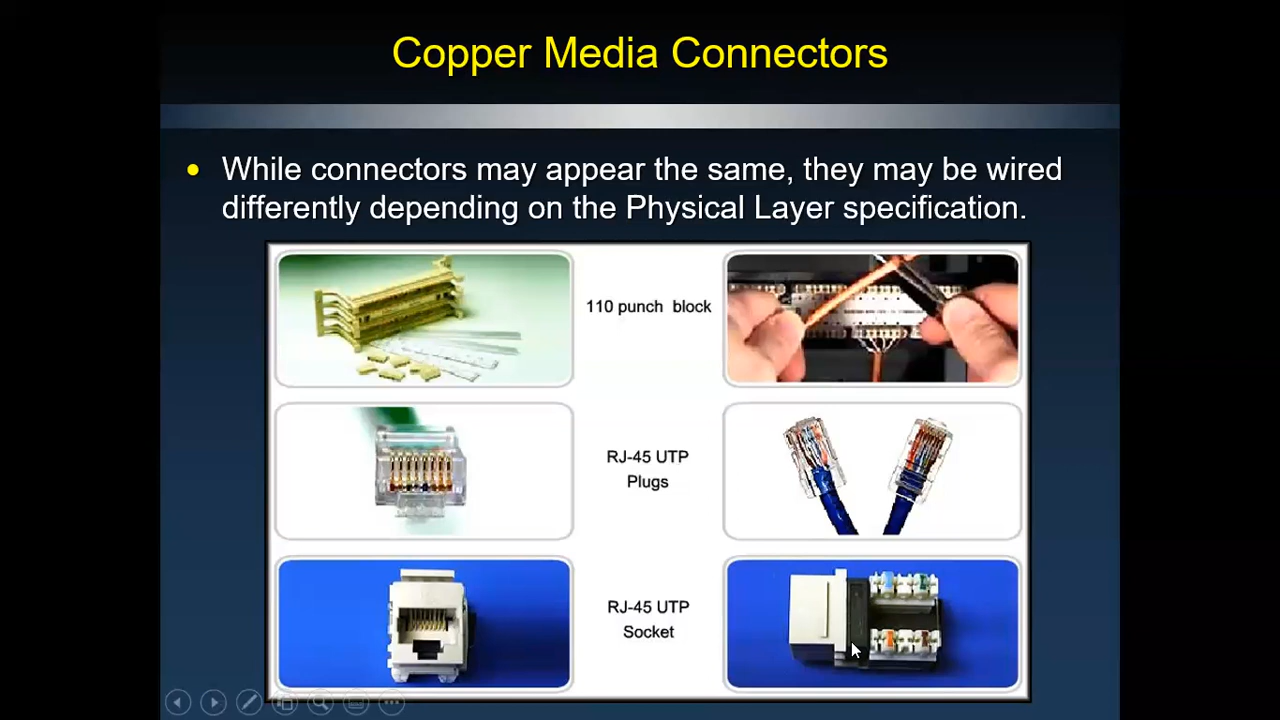 Copper Media Connectors
• While connectors may appear the same, they may be wired
differently depending on the Physical Layer specification.
110 punch block
RJ-45 UTP
Plugs
RJ-45 UTP
Socket